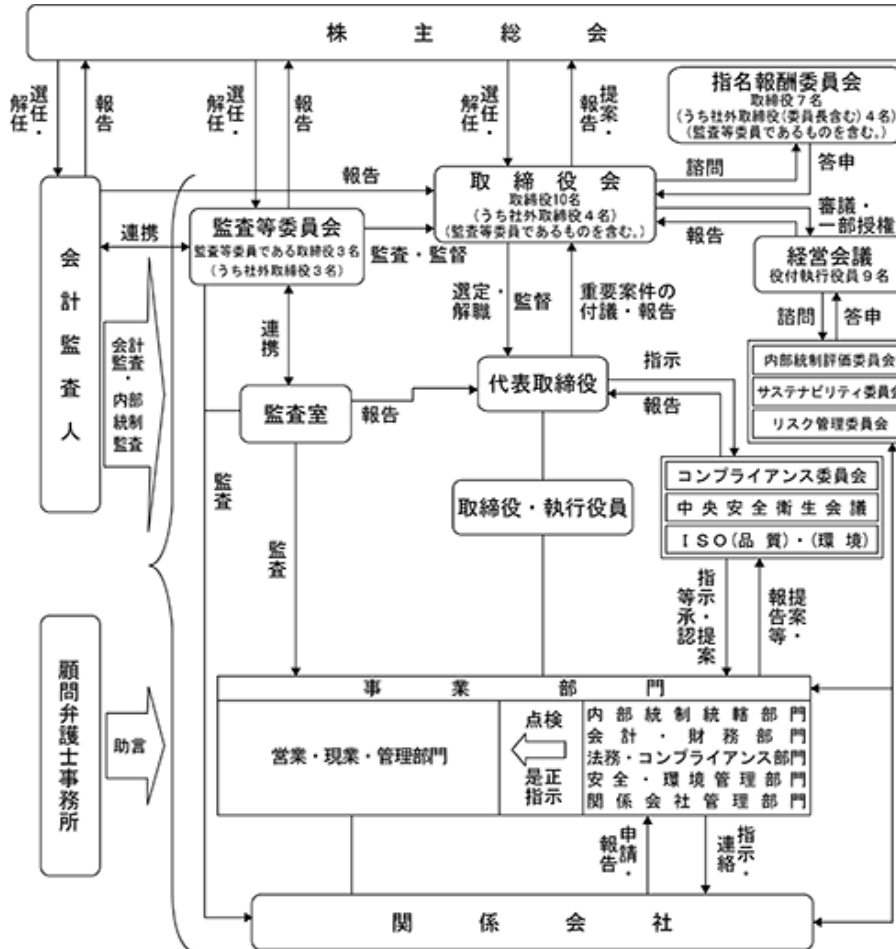 株主総会
選任・
解任
報告
選任・
解任
報告
選任・
解任
提案・
報告
指名報酬委員会
取締役7名
(うち社外取締役(委員長含む)4名)
(監査等委員であるものを含む。)
諮問
答申
会計監査人
報告
取締役会
取締役10名
(うち社外取締役4名)
(監査等委員であるものを含む。)
審議・
一部授権
報告
連携
監査等委員会
監査等委員である取締役3名
(うち社外取締役3名)
監査・監督
経営会議
役付執行役員9名
選定・
解職
監督
重要案件の
付議・報告
諮問
答申
連携
会計
監査・
内部
統制
監査
内部統制評価委員会
サステナビリティ委員会
リスク管理委員会
代表取締役
指示
報告
監査室
報告
監査
コンプライアンス委員会
中央安全衛生会議
ISO(品質)・(環境)
取締役・執行役員
監査
指示・提案
等承認
提案・
報告等
顧問弁護士事務所
助言
事業部門
営業・現業・管理部門
点検
是正
指示
内部統制統轄部門
会計・財務部門
法務・コンプライアンス部門
安全・環境管理部門
関係会社管理部門
申請・
報告
指示・
連絡
関係会社